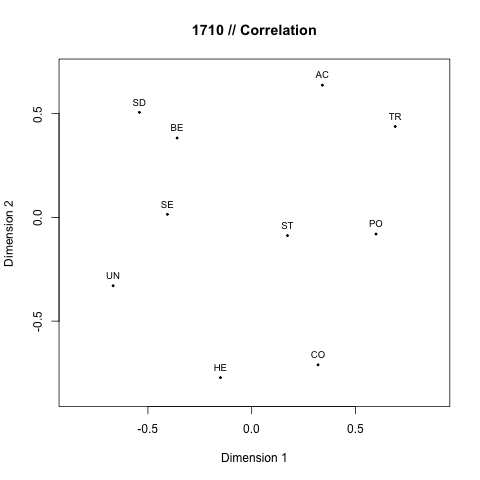 1710 // Correlation
AC
SD
TR
BE
SE
ST
PO
UN
CO
HE
0.5
0.0
-0.5
Dimension 2
-0.5
0.0
0.5
Dimension 1